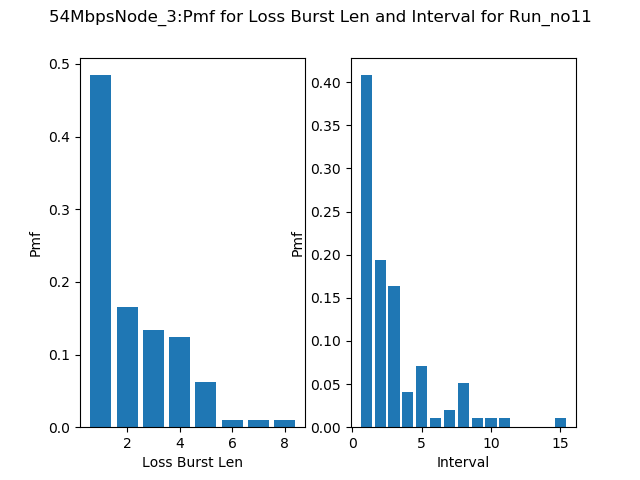 54MbpsNode_3:Pmf for Loss Burst Len and Interval for Run_no11
0.5
0.4
0.3
0.2
0.1
0.0
Pmf
2 4 6 8
Loss Burst Len
0.40
0.35
0.30
0.25
0.20
0.15
0.10
0.05
0.00
Pmf
0 5 10 15
Interval